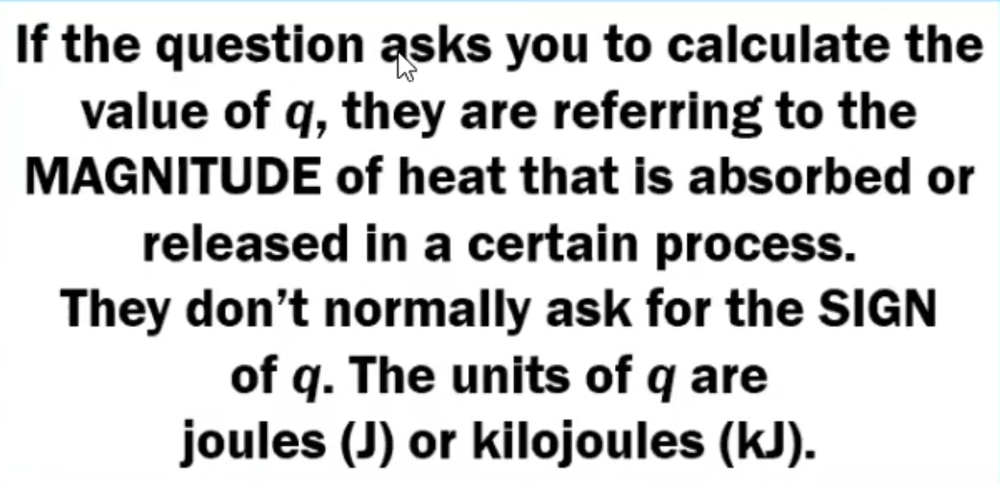 If the question asks you to calculate the
value of q, they are referring to the
MAGNITUDE of heat that is absorbed or
released in a certain process.
They don’t normally ask for the SIGN
of q. The units of q are
joules (J) or kilojoules (kJ).